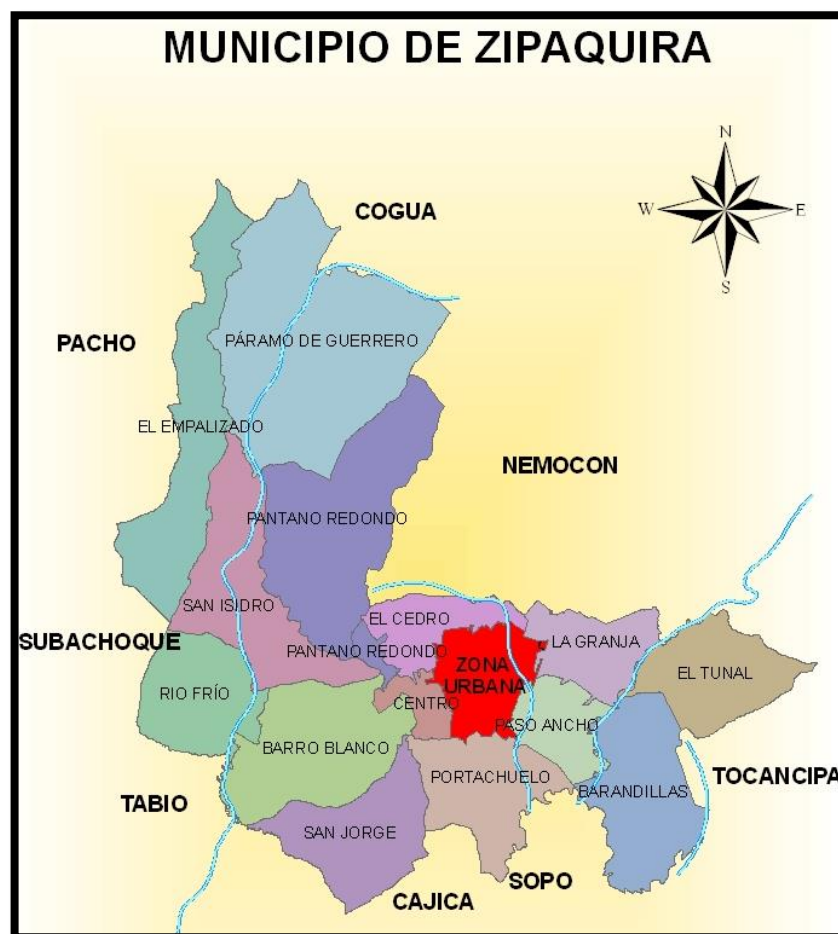 MUNICIPIO DE ZIPAQUIRA
N
W
E
S
COGUA
PACHO
PÁRAMO DE GUERRERO
EL EMPALIZADO
NEMOCON
PANTANO REDONDO
SAN ISIDRO
EL CEDRO
SUBACHOQUE
PANTANO REDONDO
ZONA
URBANA
LA GRANJA
EL TUNAL
RIO FRÍO
CENTRO
PASO ANCHO
BARRO BLANCO
PORTACHUELO
BARANDILLAS
TOCANCIPA
TABIO
SAN JORGE
SOPO
CAJICA